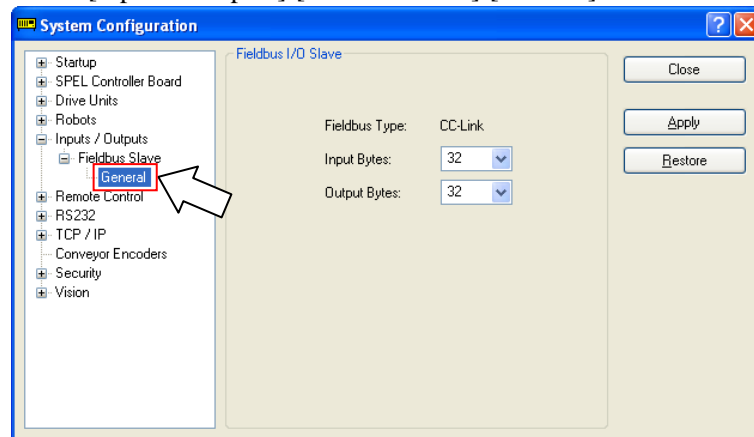 System Configuration
Startup
SPEL Controller Board
Drive Units
Robots
Inputs / Outputs
Fieldbus Slave
General
Remote Control
RS232
TCP / IP
Conveyor Encoders
Security
Vision
Fieldbus I/O Slave
Fieldbus Type: CC-Link
Input Bytes: 32
Output Bytes: 32
Close
Apply
Restore